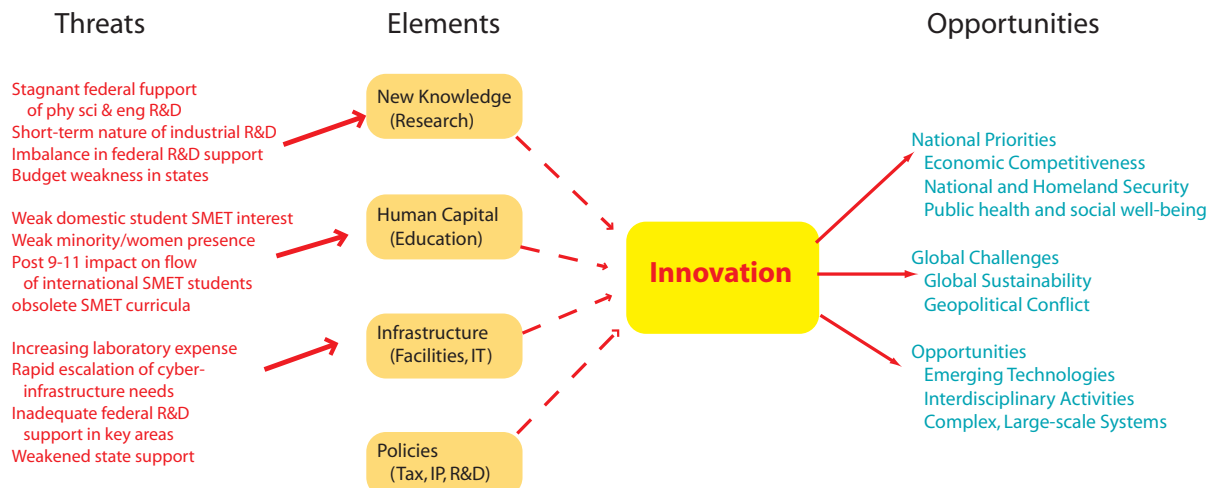 Threats
Elements
Opportunities
Stagnant federal fupport
of phy sci & eng R&D
Short-term nature of industrial R&D
Imbalance in federal R&D support
Budget weakness in states
Weak domestic student SMET interest
Weak minority/women presence
Post 9-11 impact on flow
of international SMET students
obsolete SMET curricula
Increasing laboratory expense
Rapid escalation of cyber-
infrastructure needs
Inadequate federal R&D
support in key areas
Weakened state support
New Knowledge
(Research)
Human Capital
(Education)
Infrastructure
(Facilities, IT)
Policies
(Tax, IP, R&D)
Innovation
National Priorities
Economic Competitiveness
National and Homeland Security
Public health and social well-being
Global Challenges
Global Sustainability
Geopolitical Conflict
Opportunities
Emerging Technologies
Interdisciplinary Activities
Complex, Large-scale Systems